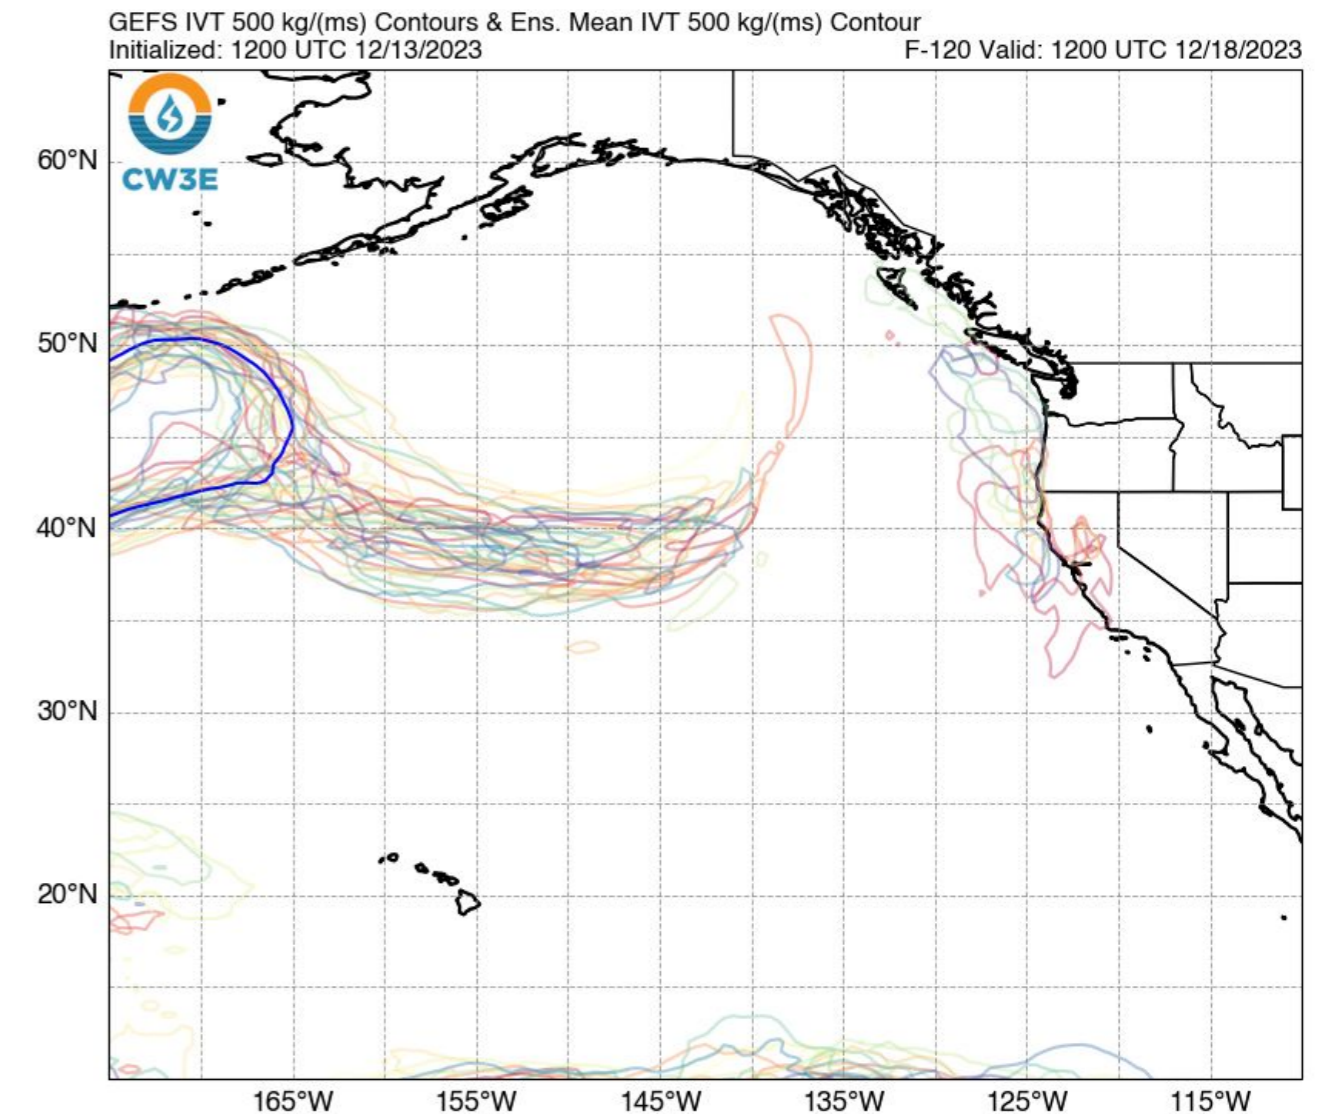 GEFS IVT 500 kg/(ms) Contours & Ens. Mean IVT 500 kg/(ms) Contour
Initialized: 1200 UTC 12/13/2023 F-120 Valid: 1200 UTC 12/18/2023
CW3E
60°N
50°N
40°N
30°N
20°N
165°W 155°W 145°W 135°W 125°W 115°W